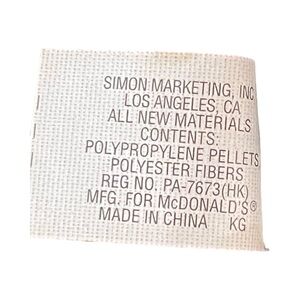 SIMON MARKETING, INC
LOS ANGELES, CA
ALL NEW MATERIALS
CONTENTS:
POLYPROPYLENE PELLETS
POLYESTER FIBERS
REG NO. PA-7673(HK)
MFG. FOR McDONALD'S®
MADE IN CHINA KG